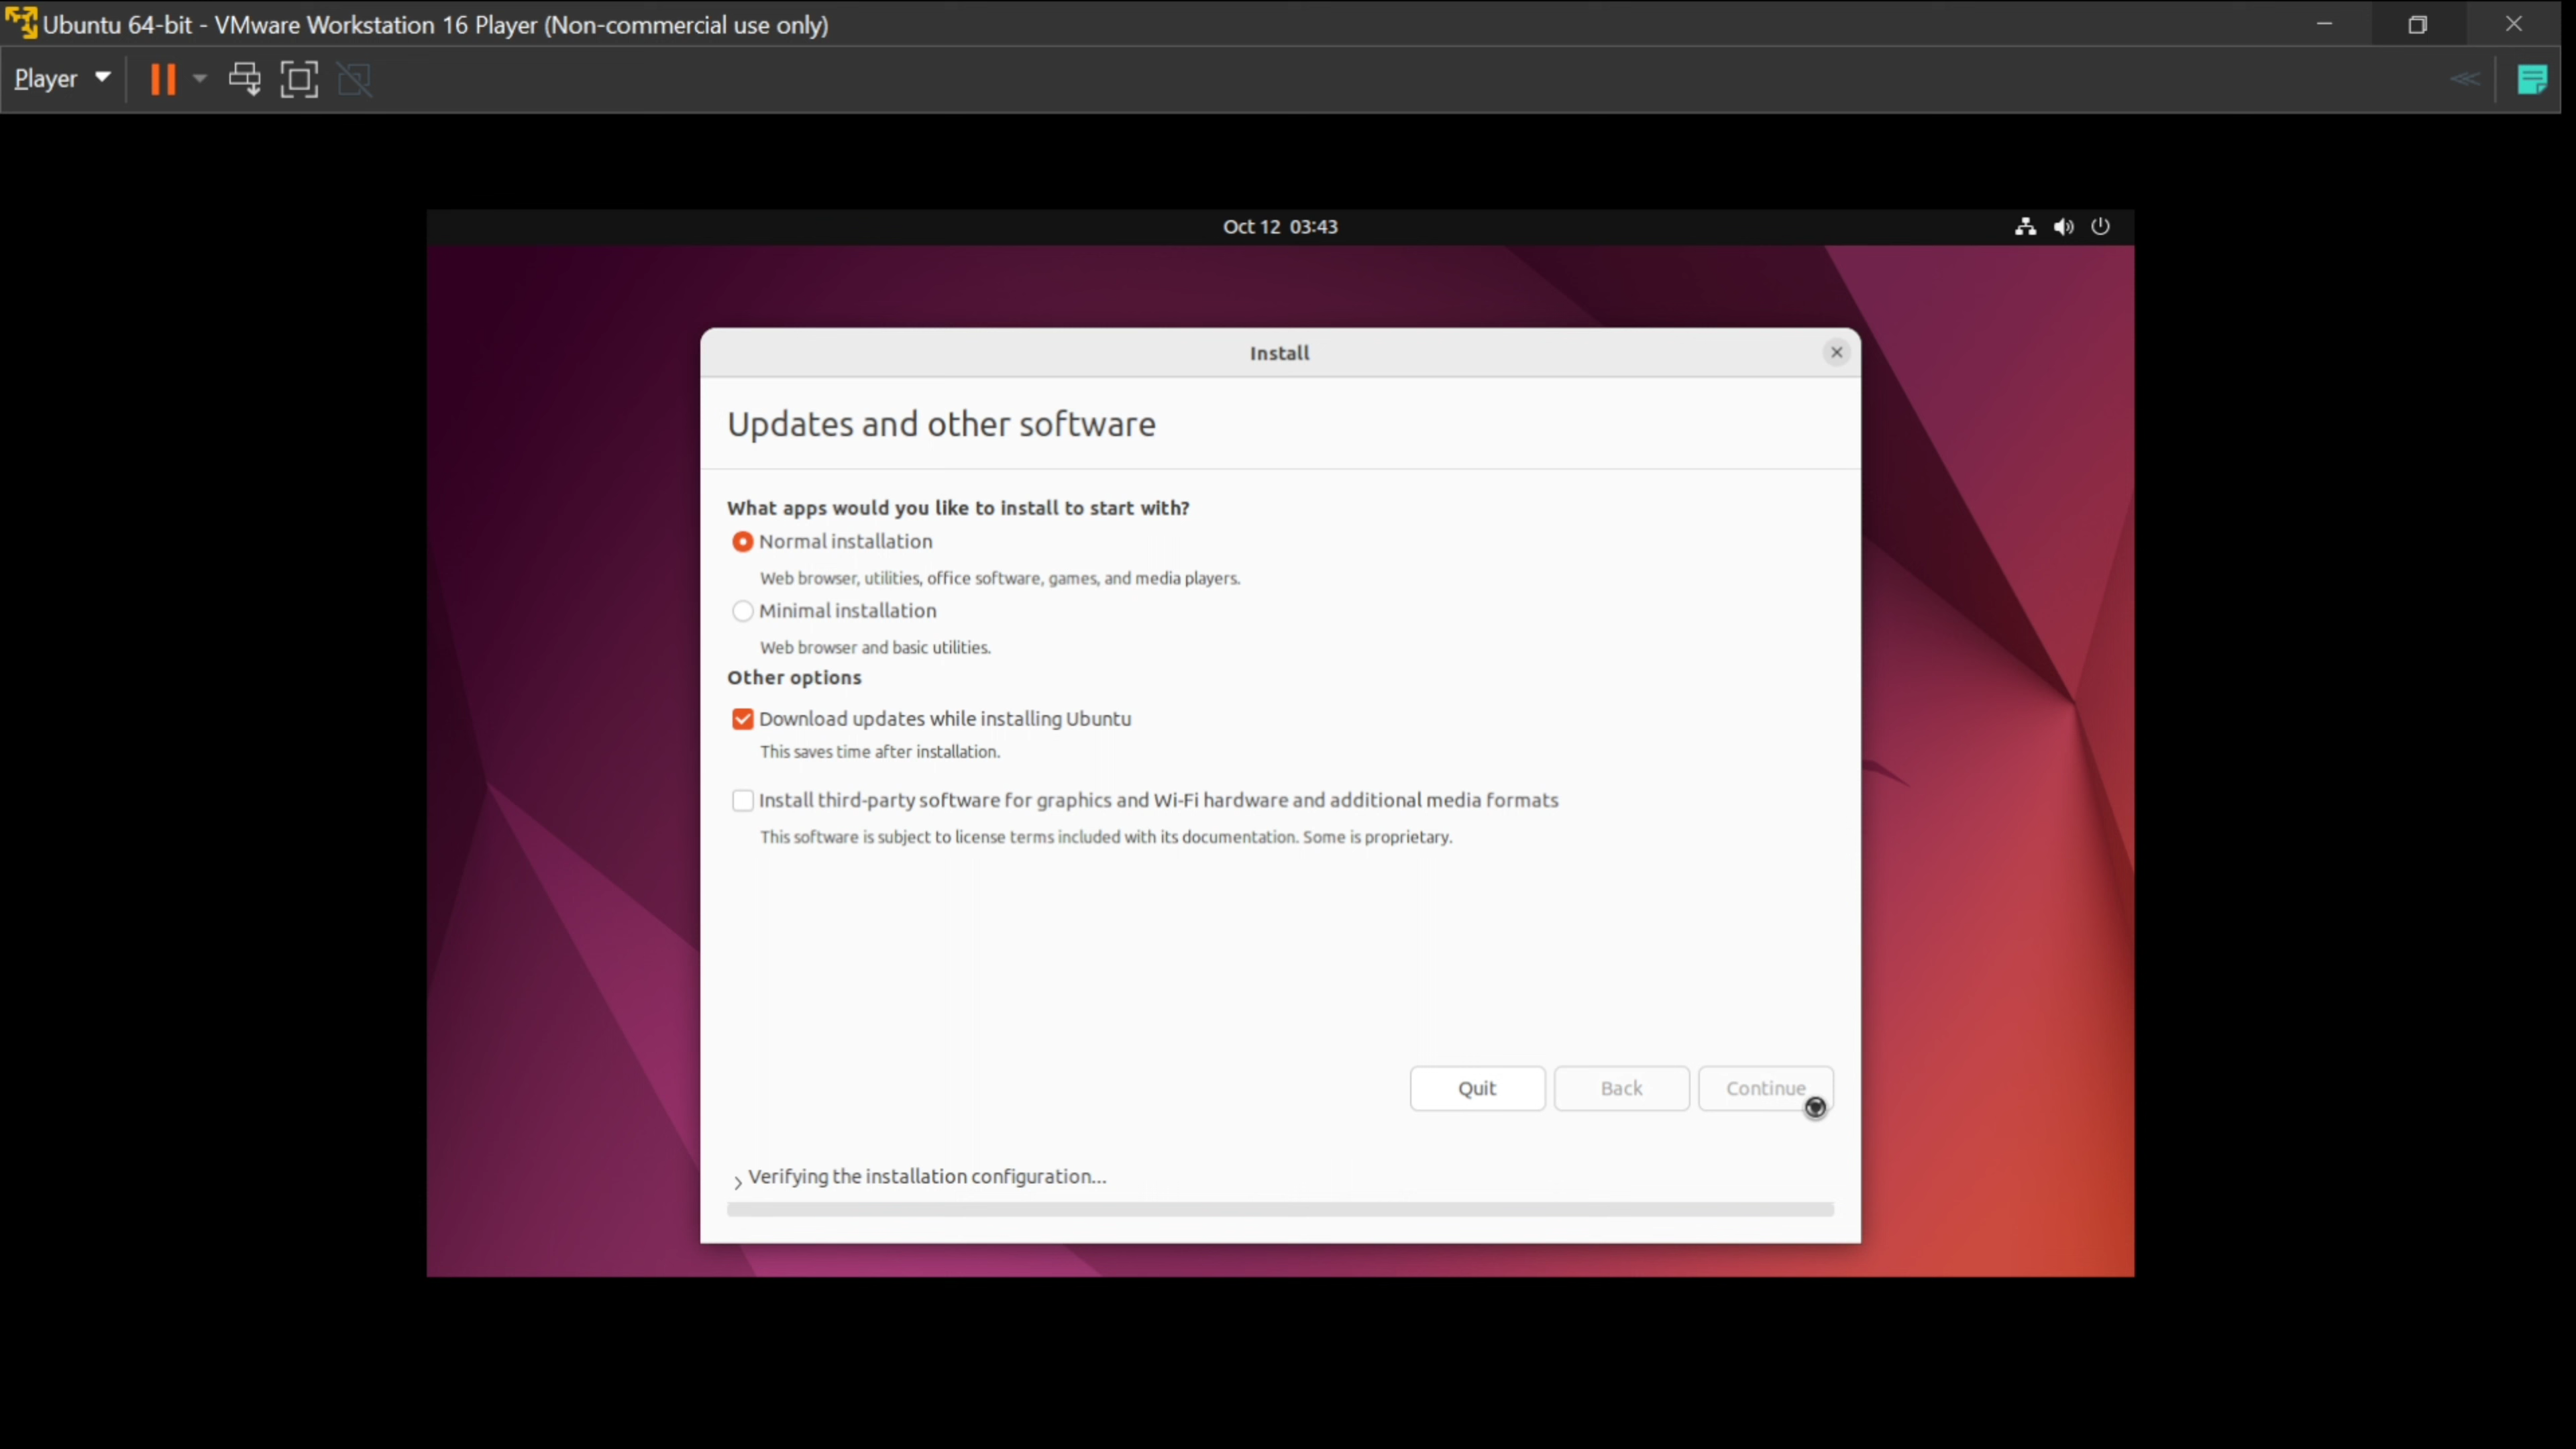 Ubuntu 64-bit - VMware Workstation 16 Player (Non-commercial use only)
Player
Oct 12 03:43
Install
Updates and other software
What apps would you like to install to start with?
Normal installation
Web browser, utilities, office software, games, and media players.
Minimal installation
Web browser and basic utilities.
Other options
Download updates while installing Ubuntu
This saves time after installation.
Install third-party software for graphics and Wi-Fi hardware and additional media formats
This software is subject to license terms included with its documentation. Some is proprietary.
Quit Back Continue
Verifying the installation configuration...